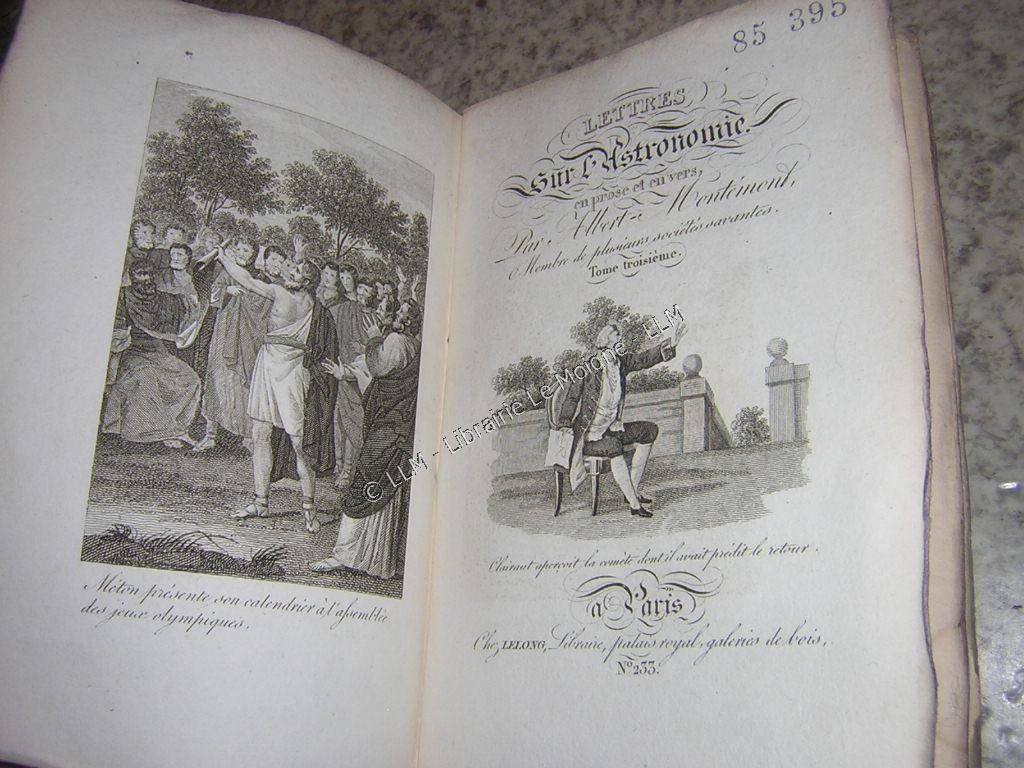 Méton présente son calendrier à l'assemblée
des jeux olympiques.
85 395
LETTRES
Sur l'Astronomie.
en prose et en vers,
Par Albert-Montémont,
Membre de plusieurs sociétés savantes.
Tome troisième.
Clairaut aperçoit la comète dont il avait prédit le retour.
à Paris
Chez LELONG, Libraire, palais royal, galeries de bois,
N.º 233.
© LLM - Librairie Le Moione LLM